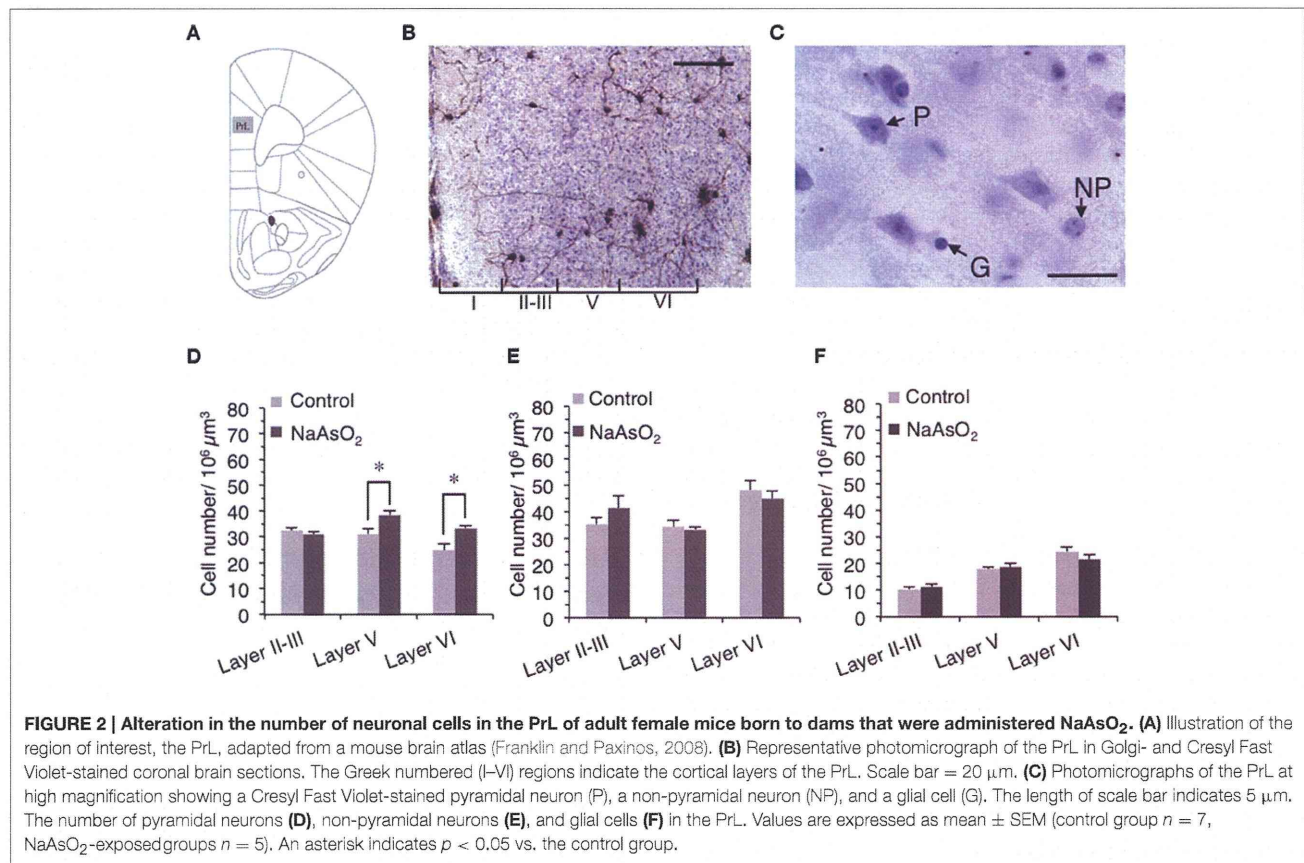 A
B
C
PrL
P
NP
G
I
II-III
V
VI
D
E
F
Control
NaAsO₂
Cell number/ 10⁶ μm³
80
70
60
50
40
30
20
10
0
*
*
Layer II-III
Layer V
Layer VI
Control
NaAsO₂
Cell number/ 10⁶ μm³
80
70
60
50
40
30
20
10
0
Layer II-III
Layer V
Layer VI
Control
NaAsO₂
Cell number/ 10⁶ μm³
80
70
60
50
40
30
20
10
0
Layer II-III
Layer V
Layer VI
FIGURE 2 | Alteration in the number of neuronal cells in the PrL of adult female mice born to dams that were administered NaAsO₂. (A) Illustration of the
region of interest, the PrL, adapted from a mouse brain atlas (Franklin and Paxinos, 2008). (B) Representative photomicrograph of the PrL in Golgi- and Cresyl Fast
Violet-stained coronal brain sections. The Greek numbered (I–VI) regions indicate the cortical layers of the PrL. Scale bar = 20 μm. (C) Photomicrographs of the PrL at
high magnification showing a Cresyl Fast Violet-stained pyramidal neuron (P), a non-pyramidal neuron (NP), and a glial cell (G). The length of scale bar indicates 5 μm.
The number of pyramidal neurons (D), non-pyramidal neurons (E), and glial cells (F) in the PrL. Values are expressed as mean ± SEM (control group n = 7,
NaAsO₂-exposedgroups n = 5). An asterisk indicates p < 0.05 vs. the control group.